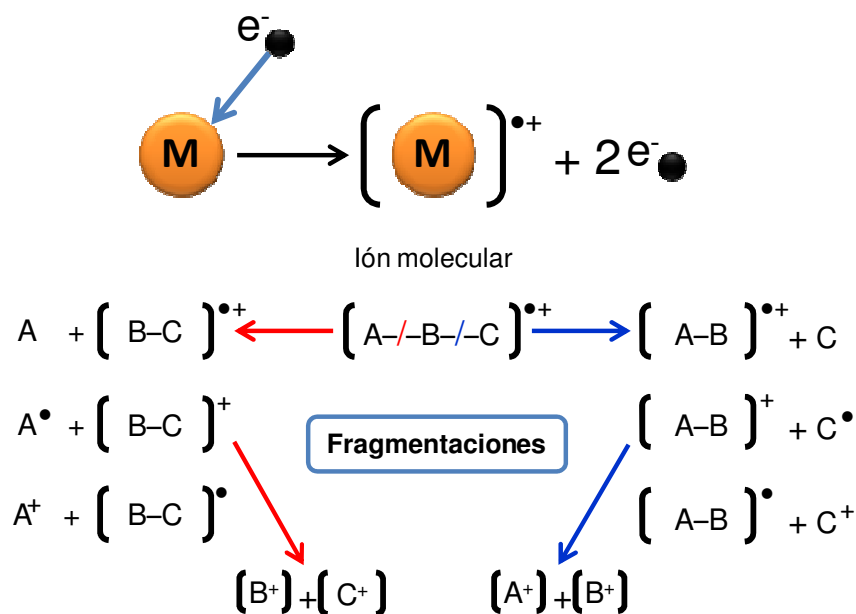 e-
M → [ M ]•+ + 2e-
Ión molecular
A + [ B–C ]•+ ← [ A–/–B–/–C ]•+ → [ A–B ]•+ + C
A• + [ B–C ]+ [ A–B ]+ + C•
Fragmentaciones
A+ + [ B–C ]• [ A–B ]• + C+
[B+] + [ C+ ] [A+] + [B+]